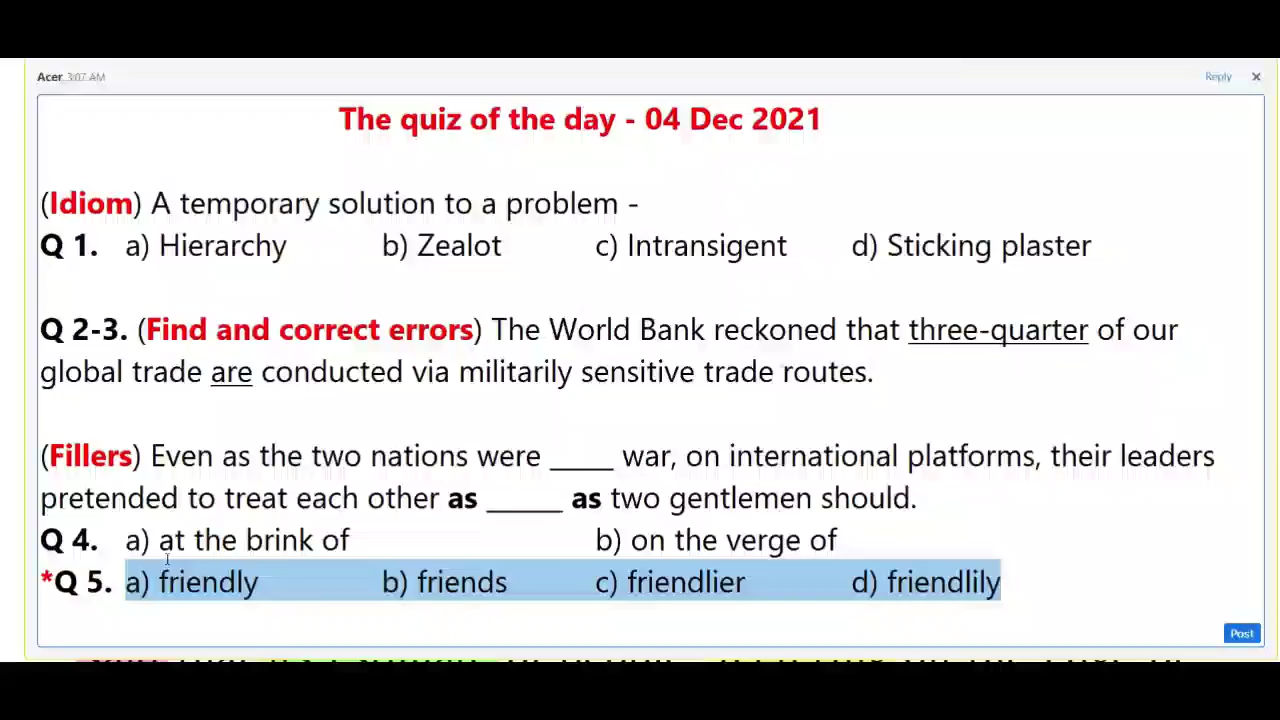 Acer 3:07 AM Reply
The quiz of the day - 04 Dec 2021
(Idiom) A temporary solution to a problem -
Q 1. a) Hierarchy b) Zealot c) Intransigent d) Sticking plaster
Q 2-3. (Find and correct errors) The World Bank reckoned that three-quarter of our
global trade are conducted via militarily sensitive trade routes.
(Fillers) Even as the two nations were ____ war, on international platforms, their leaders
pretended to treat each other as _____ as two gentlemen should.
Q 4. a) at the brink of b) on the verge of
*Q 5. a) friendly b) friends c) friendlier d) friendlily
Post